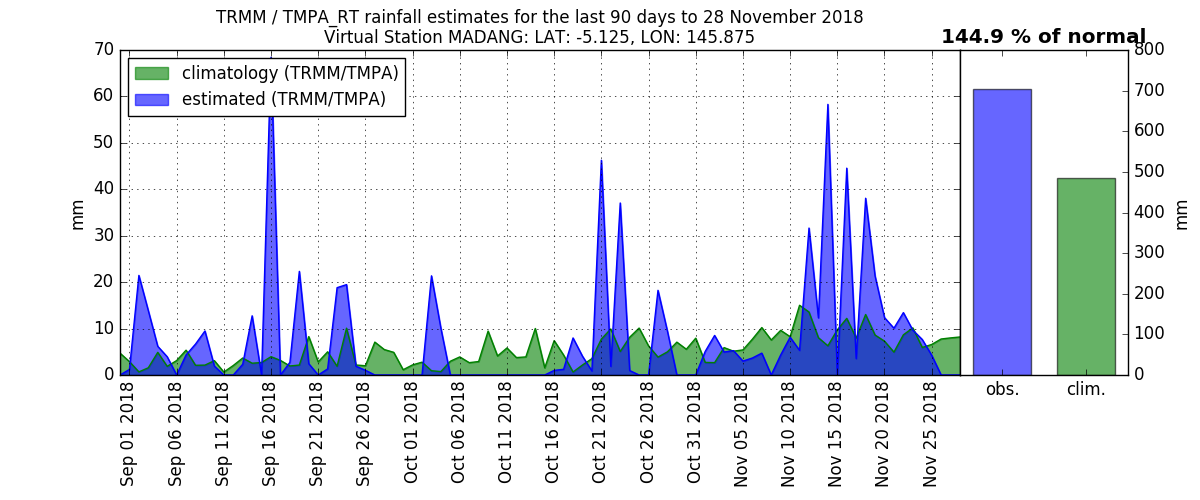 TRMM / TMPA_RT rainfall estimates for the last 90 days to 28 November 2018
Virtual Station MADANG: LAT: -5.125, LON: 145.875
144.9 % of normal
climatology (TRMM/TMPA)
estimated (TRMM/TMPA)
70
60
50
40
30
20
10
0
mm
Sep 01 2018
Sep 06 2018
Sep 11 2018
Sep 16 2018
Sep 21 2018
Sep 26 2018
Oct 01 2018
Oct 06 2018
Oct 11 2018
Oct 16 2018
Oct 21 2018
Oct 26 2018
Oct 31 2018
Nov 05 2018
Nov 10 2018
Nov 15 2018
Nov 20 2018
Nov 25 2018
obs.
clim.
800
700
600
500
400
300
200
100
0
mm